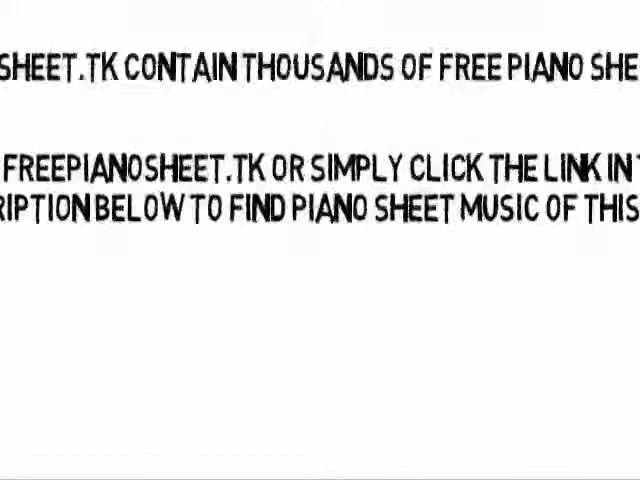 SHEET.TK CONTAIN THOUSANDS OF FREE PIANO SHE
FREEPIANOSHEET.TK OR SIMPLY CLICK THE LINK IN T
RIPTION BELOW TO FIND PIANO SHEET MUSIC OF THIS